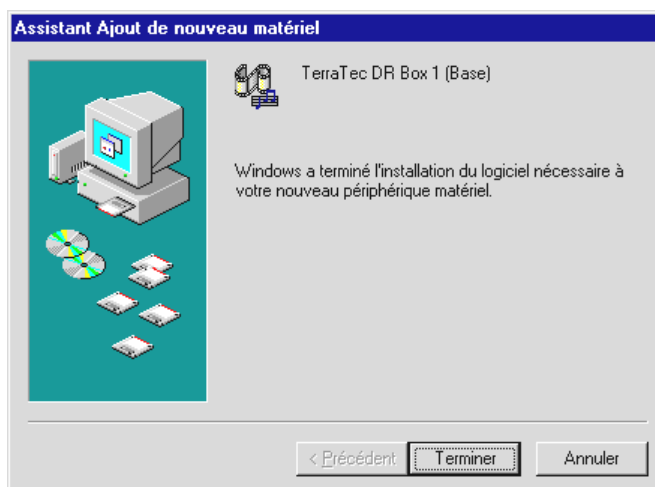 Assistant Ajout de nouveau matériel
TerraTec DR Box 1 (Base)
Windows a terminé l'installation du logiciel nécessaire à
votre nouveau périphérique matériel.
< Précédent
Terminer
Annuler